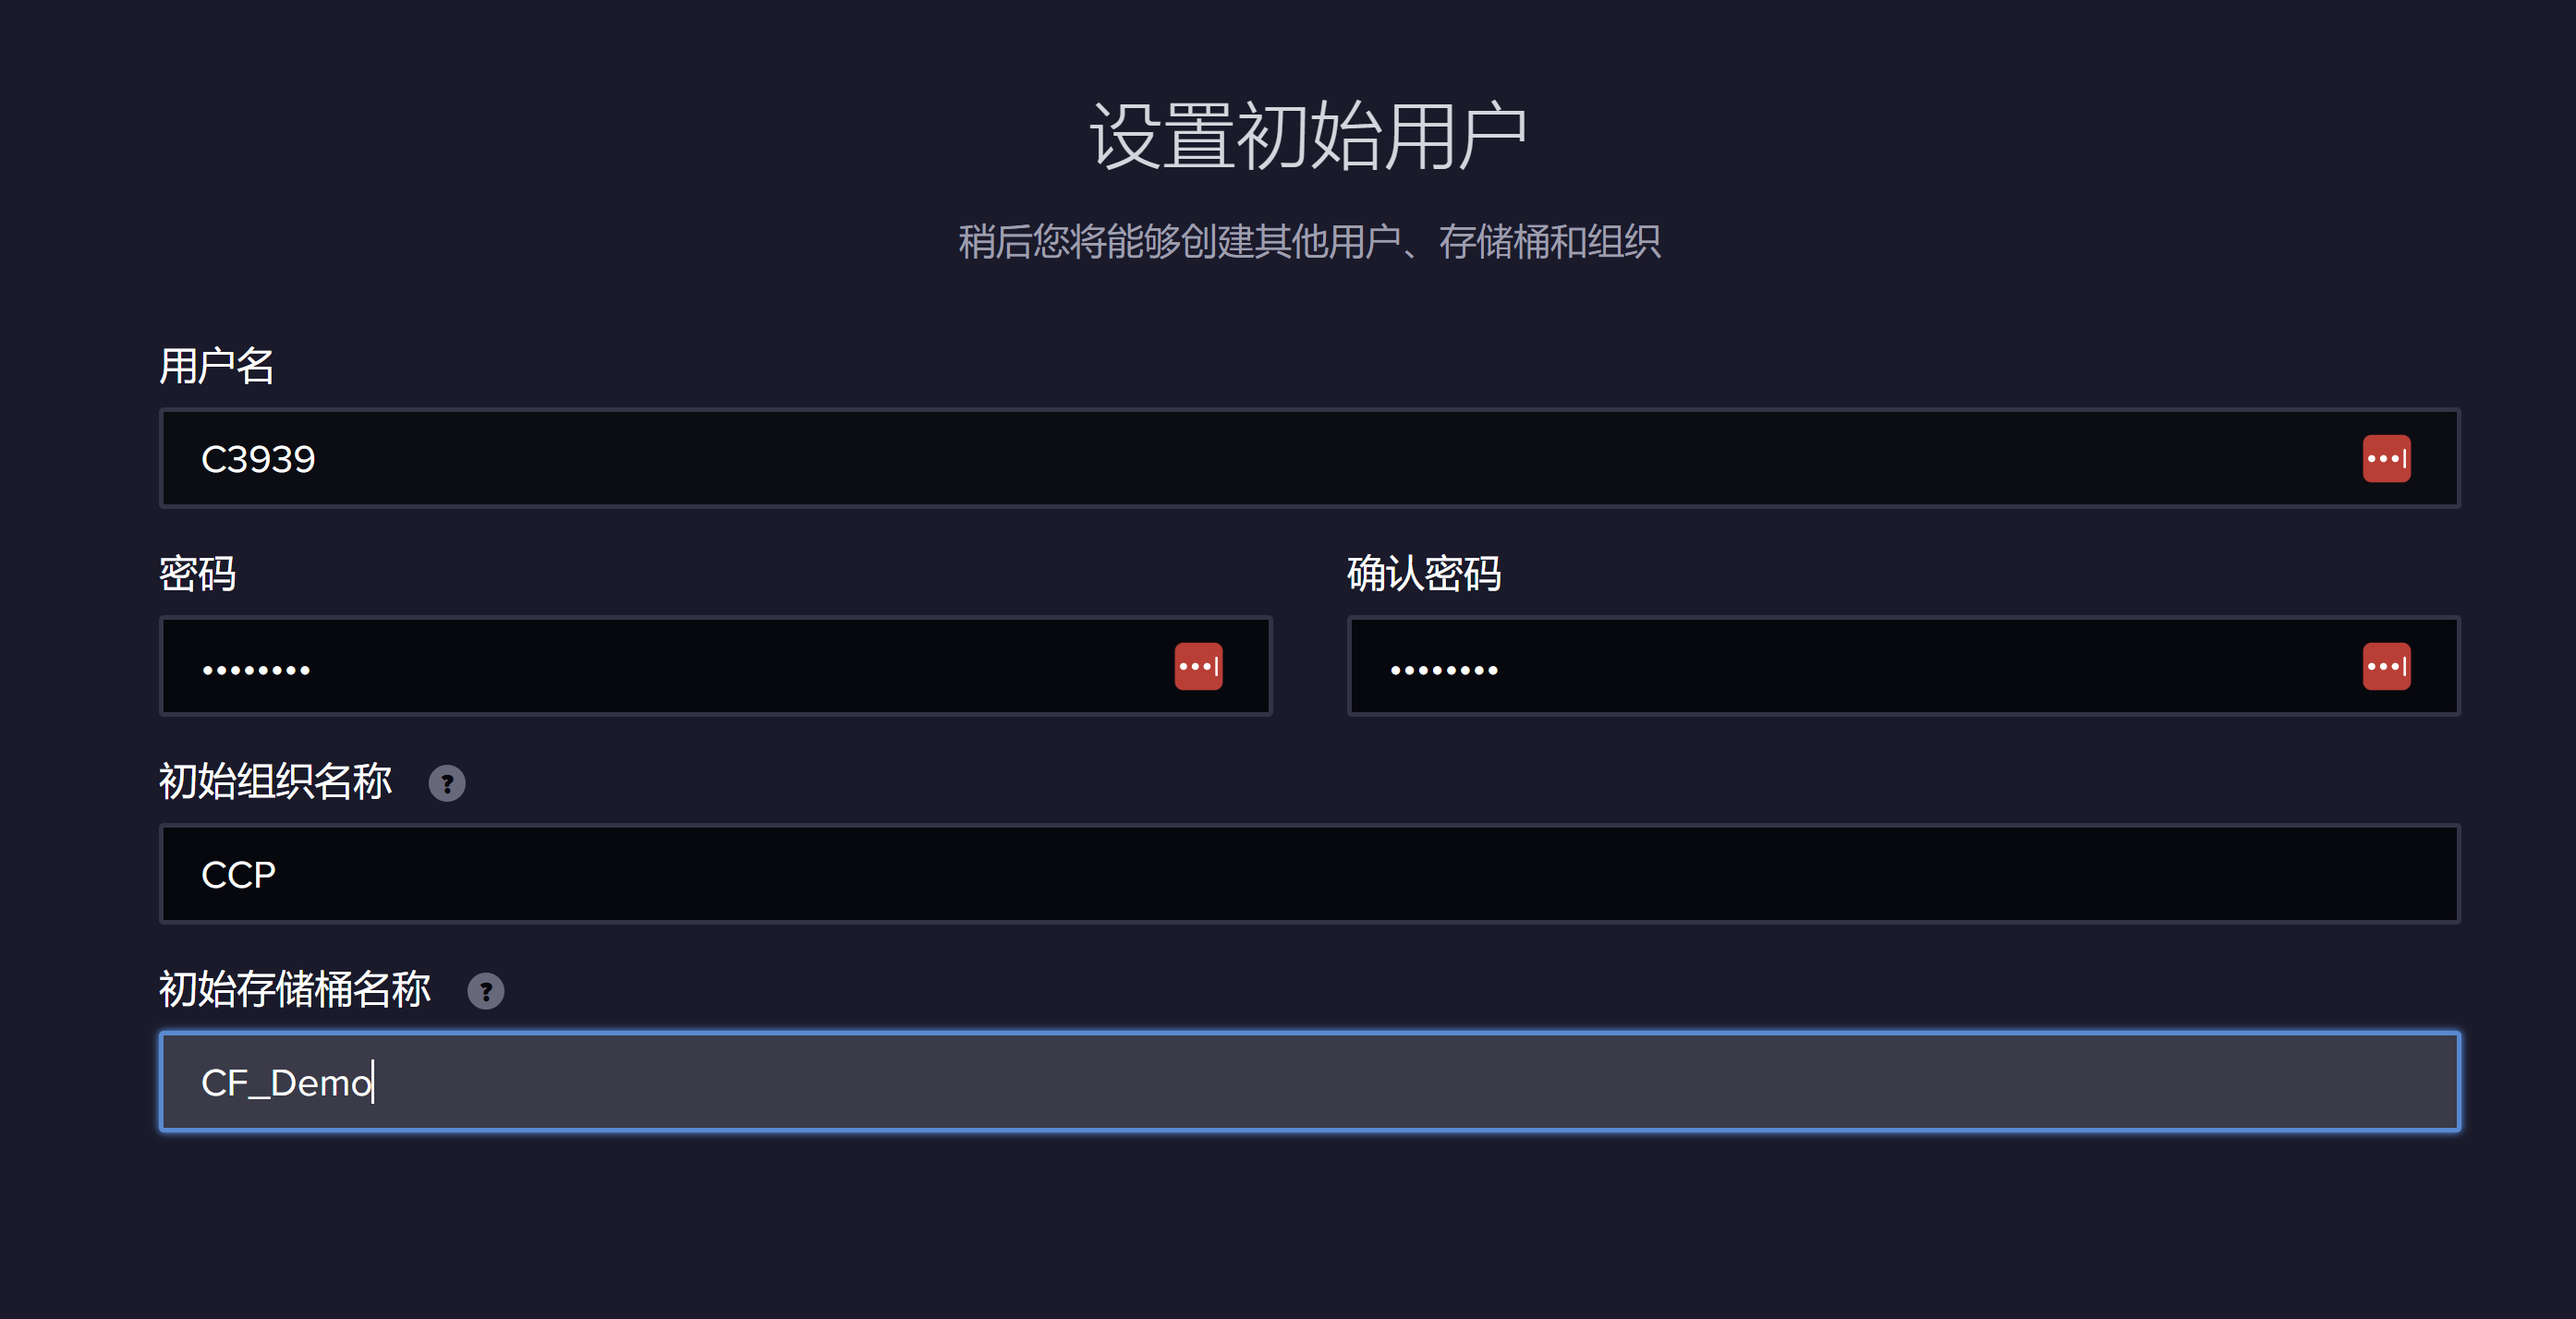 设置初始用户
稍后您将能够创建其他用户、存储桶和组织
用户名
C3939
密码
确认密码
••••••••
••••••••
初始组织名称 ?
CCP
初始存储桶名称 ?
CF_Demo